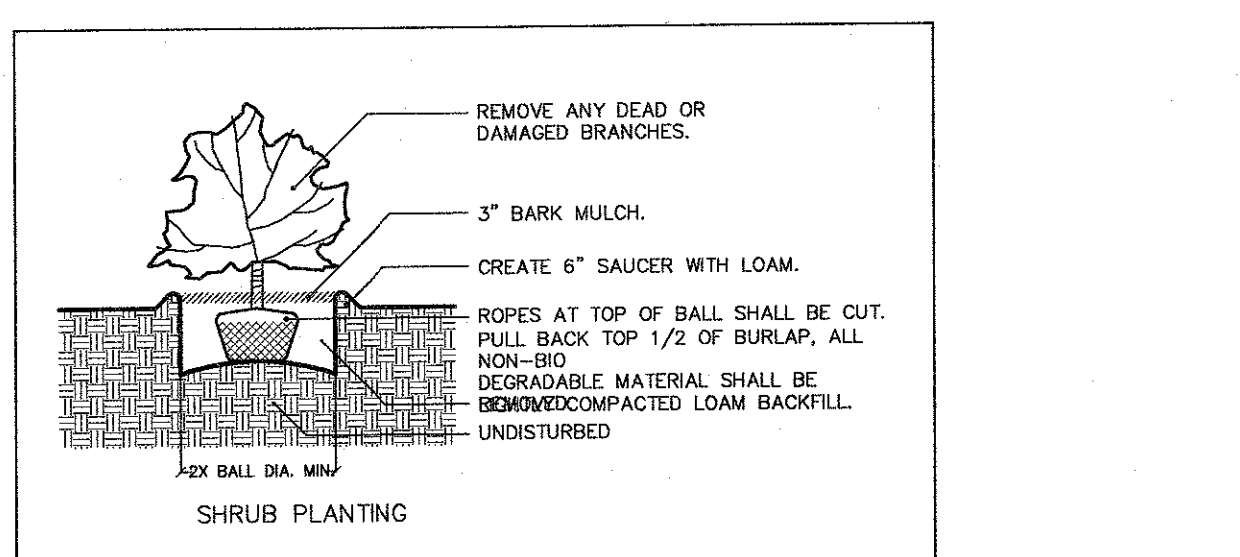 REMOVE ANY DEAD OR
DAMAGED BRANCHES.
3" BARK MULCH.
CREATE 6" SAUCER WITH LOAM.
ROPES AT TOP OF BALL SHALL BE CUT.
PULL BACK TOP 1/2 OF BURLAP, ALL
NON-BIO
DEGRADABLE MATERIAL SHALL BE
REMOVED.
COMPACTED LOAM BACKFILL.
UNDISTURBED
2X BALL DIA. MIN.
SHRUB PLANTING